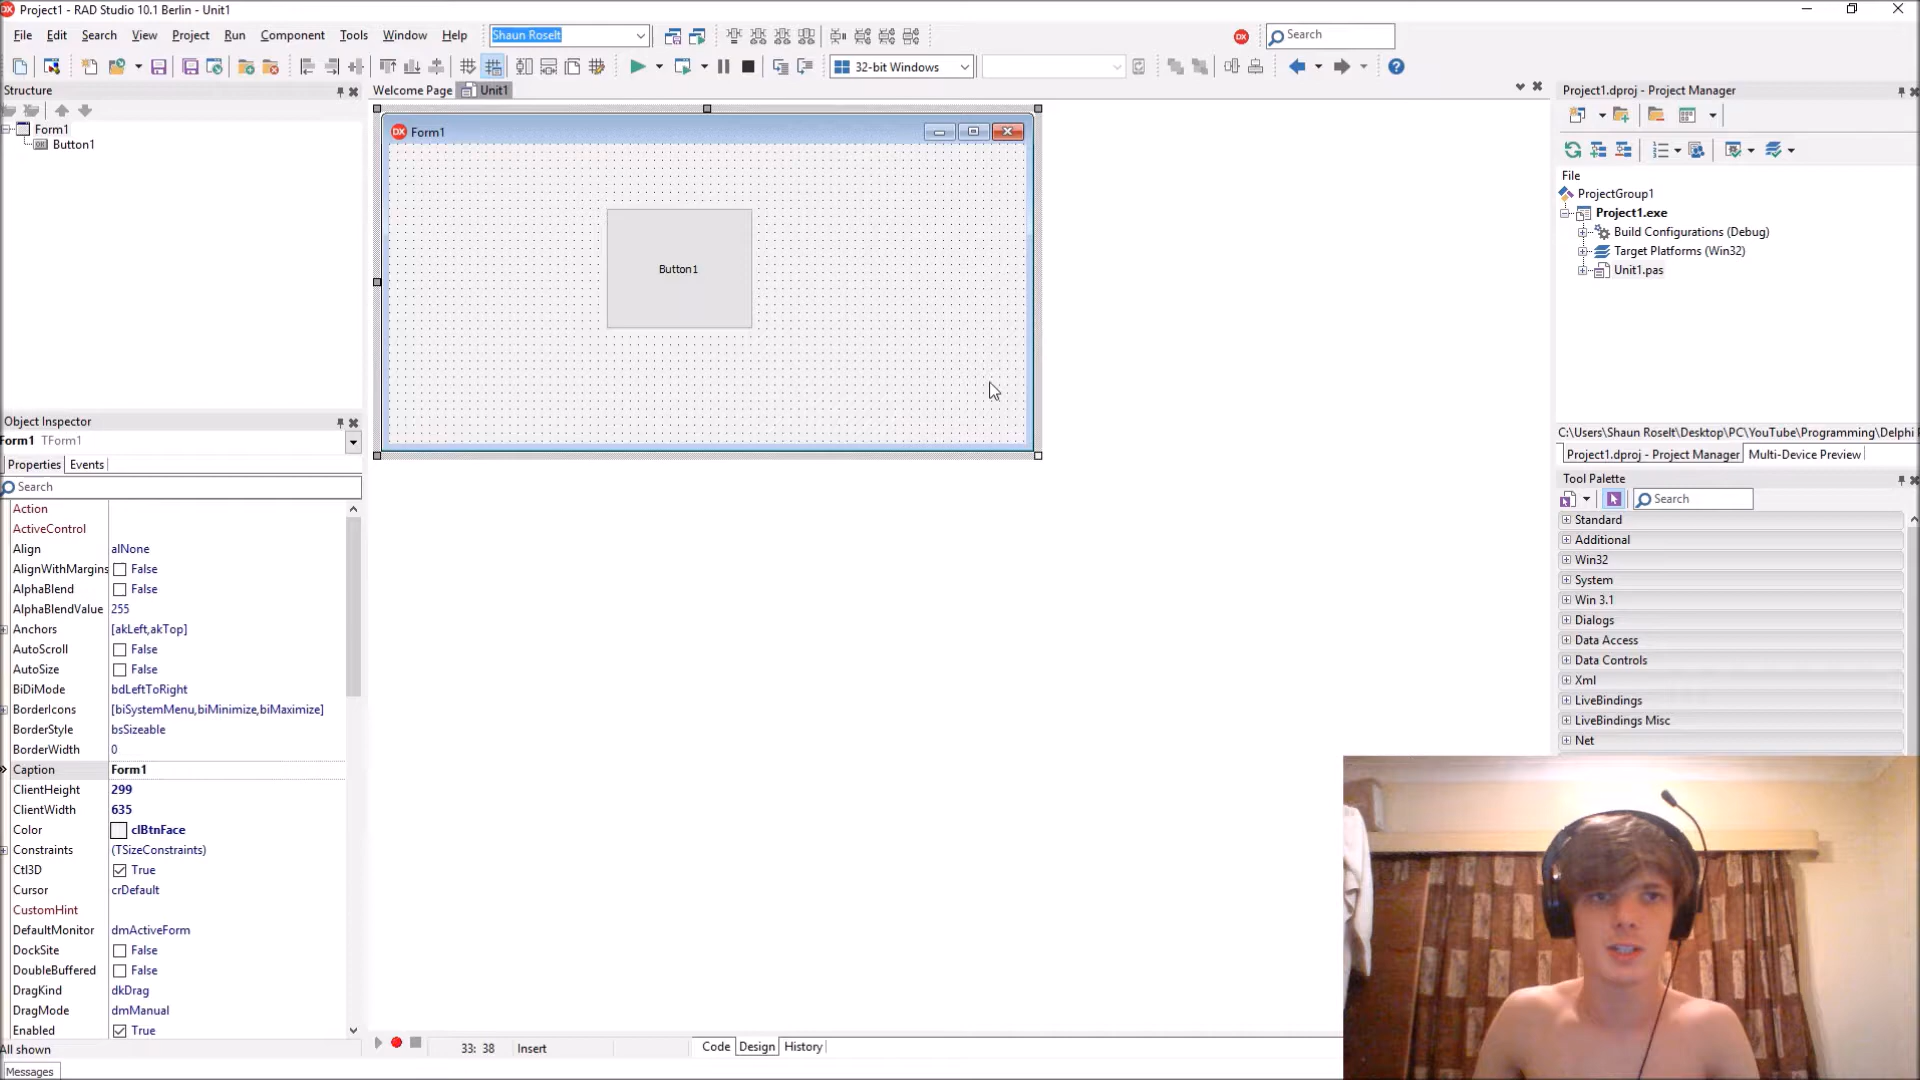 Project1 - RAD Studio 10.1 Berlin - Unit1
File Edit Search View Project Run Component Tools Window Help
Shaun Roselt
Search
32-bit Windows
Structure
Form1
Button1
Welcome Page
Unit1
Form1
Button1
Object Inspector
Form1 TForm1
Properties Events
Search
Action
ActiveControl
Align alNone
AlignWithMargins False
AlphaBlend False
AlphaBlendValue 255
Anchors [akLeft,akTop]
AutoScroll False
AutoSize False
BiDiMode bdLeftToRight
BorderIcons [biSystemMenu,biMinimize,biMaximize]
BorderStyle bsSizeable
BorderWidth 0
Caption Form1
ClientHeight 299
ClientWidth 635
Color clBtnFace
Constraints (TSizeConstraints)
Ctl3D True
Cursor crDefault
CustomHint
DefaultMonitor dmActiveForm
DockSite False
DoubleBuffered False
DragKind dkDrag
DragMode dmManual
Enabled True
All shown
Messages
33: 38 Insert
Code Design History
Project1.dproj - Project Manager
File
ProjectGroup1
Project1.exe
Build Configurations (Debug)
Target Platforms (Win32)
Unit1.pas
C:\Users\Shaun Roselt\Desktop\PC\YouTube\Programming\Delphi
Project1.dproj - Project Manager Multi-Device Preview
Tool Palette
Search
Standard
Additional
Win32
System
Win 3.1
Dialogs
Data Access
Data Controls
Xml
LiveBindings
LiveBindings Misc
Net